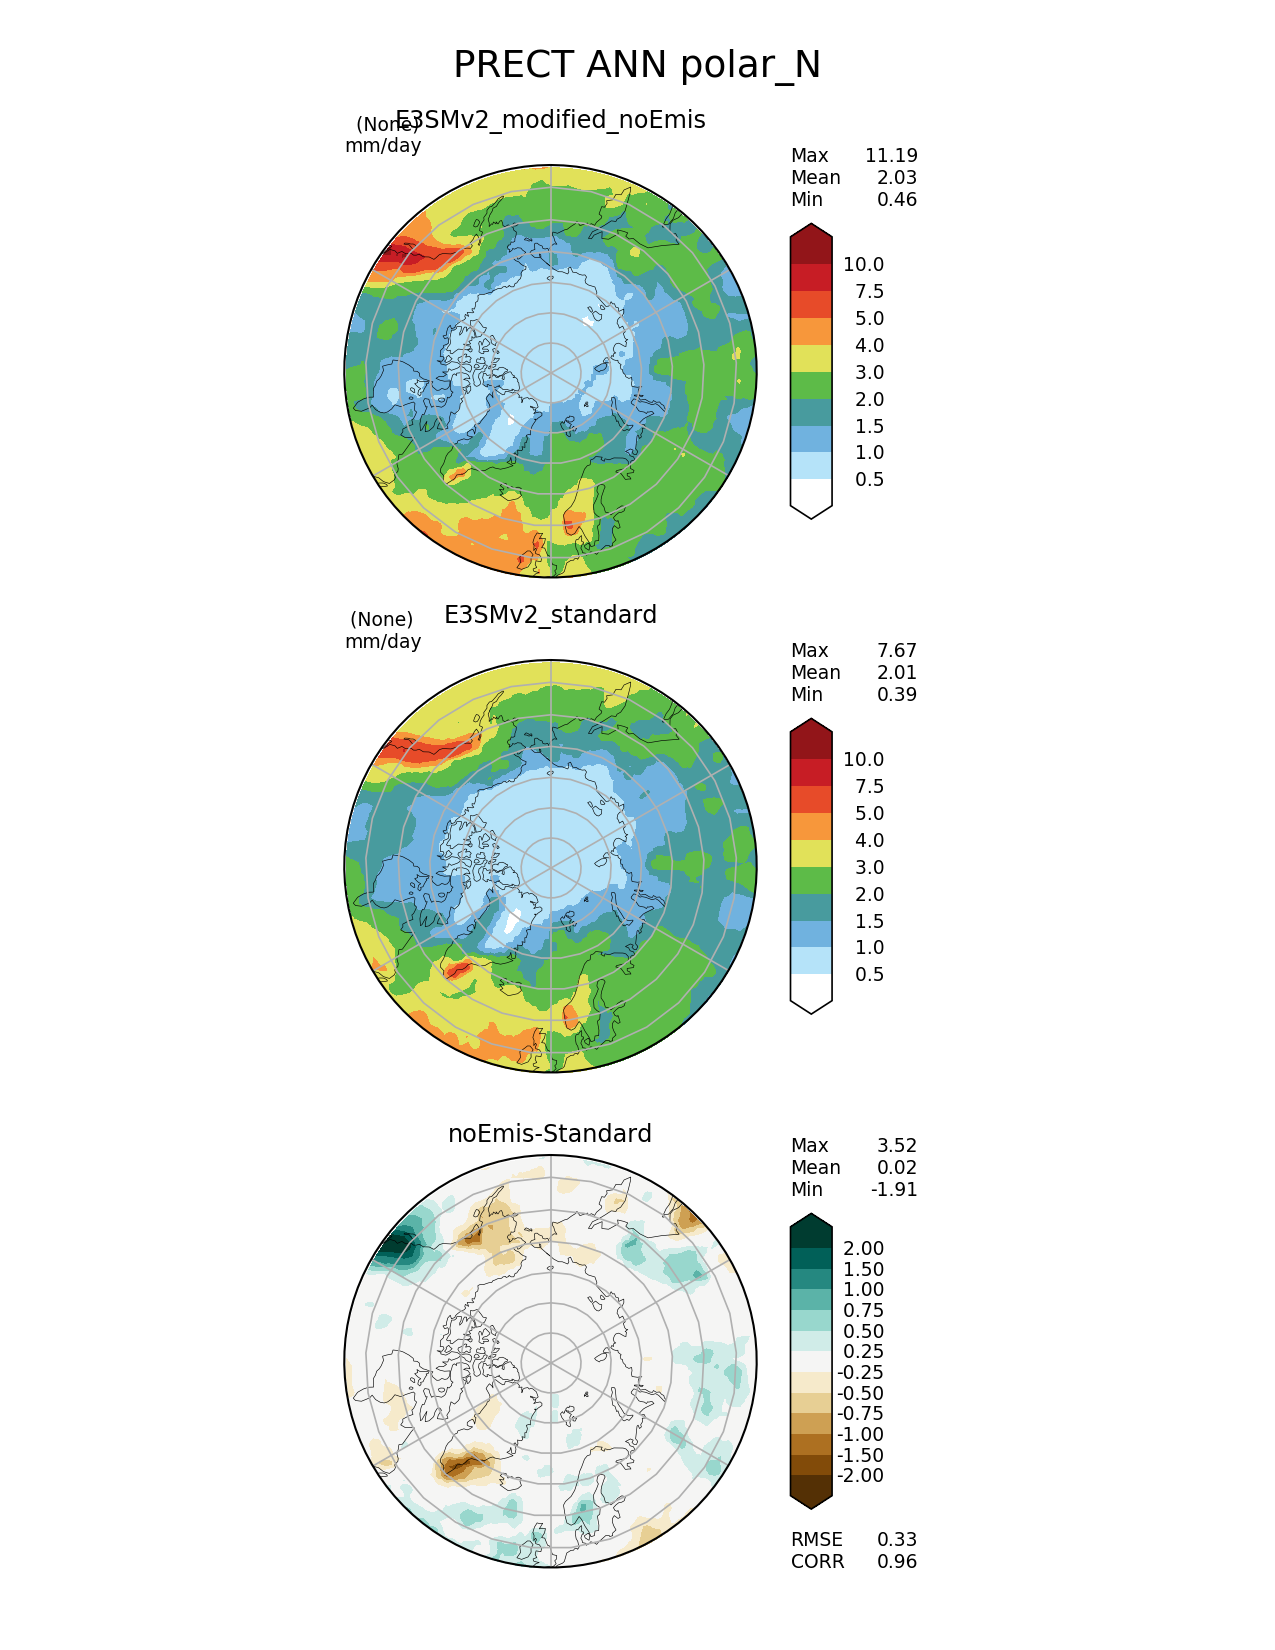 PRECT ANN polar_N
E3SMv2_modified_noEmis
(None)
mm/day
Max 11.19
Mean 2.03
Min 0.46
10.0
7.5
5.0
4.0
3.0
2.0
1.5
1.0
0.5
E3SMv2_standard
(None)
mm/day
Max 7.67
Mean 2.01
Min 0.39
10.0
7.5
5.0
4.0
3.0
2.0
1.5
1.0
0.5
noEmis-Standard
Max 3.52
Mean 0.02
Min -1.91
2.00
1.50
1.00
0.75
0.50
0.25
-0.25
-0.50
-0.75
-1.00
-1.50
-2.00
RMSE 0.33
CORR 0.96